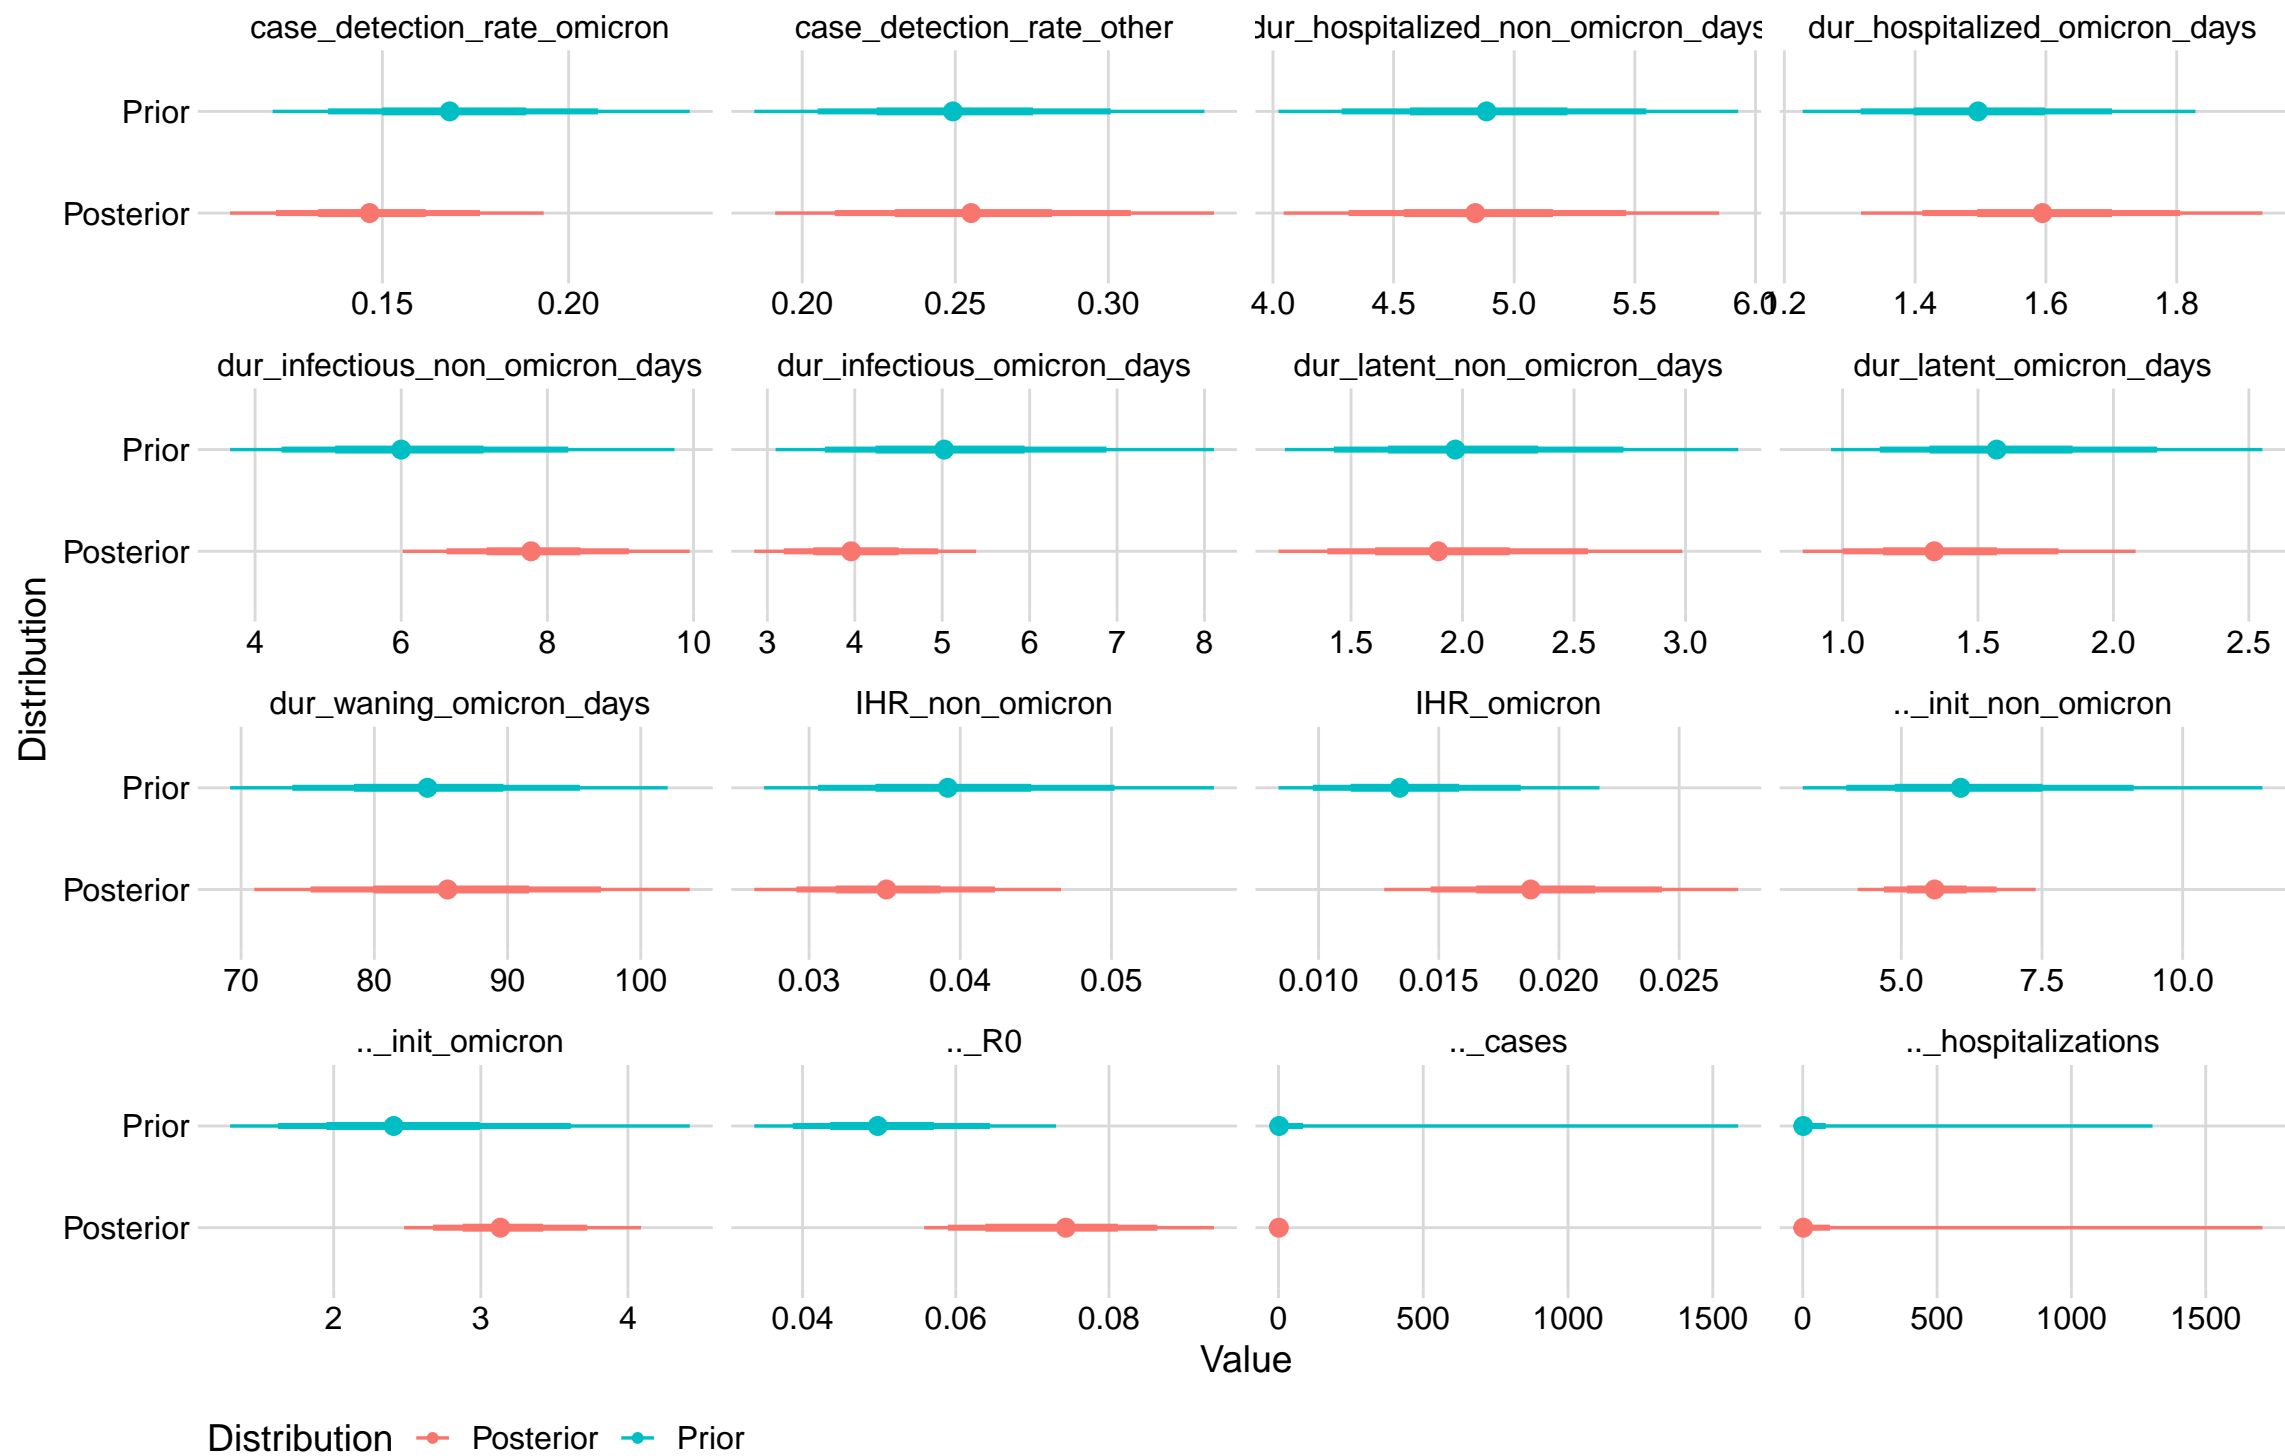 case_detection_rate_omicron case_detection_rate_other dur_hospitalized_non_omicron_days dur_hospitalized_omicron_days
Prior
Posterior
0.15 0.20 0.20 0.25 0.30 4.0 4.5 5.0 5.5 6.0 1.2 1.4 1.6 1.8
dur_infectious_non_omicron_days dur_infectious_omicron_days dur_latent_non_omicron_days dur_latent_omicron_days
Prior
Posterior
4 6 8 10 3 4 5 6 7 8 1.5 2.0 2.5 3.0 1.0 1.5 2.0 2.5
Distribution
dur_waning_omicron_days IHR_non_omicron IHR_omicron .._init_non_omicron
Prior
Posterior
70 80 90 100 0.03 0.04 0.05 0.010 0.015 0.020 0.025 5.0 7.5 10.0
.._init_omicron .._R0 .._cases .._hospitalizations
Prior
Posterior
2 3 4 0.04 0.06 0.08 0 500 1000 1500 0 500 1000 1500
Value
Distribution Posterior Prior